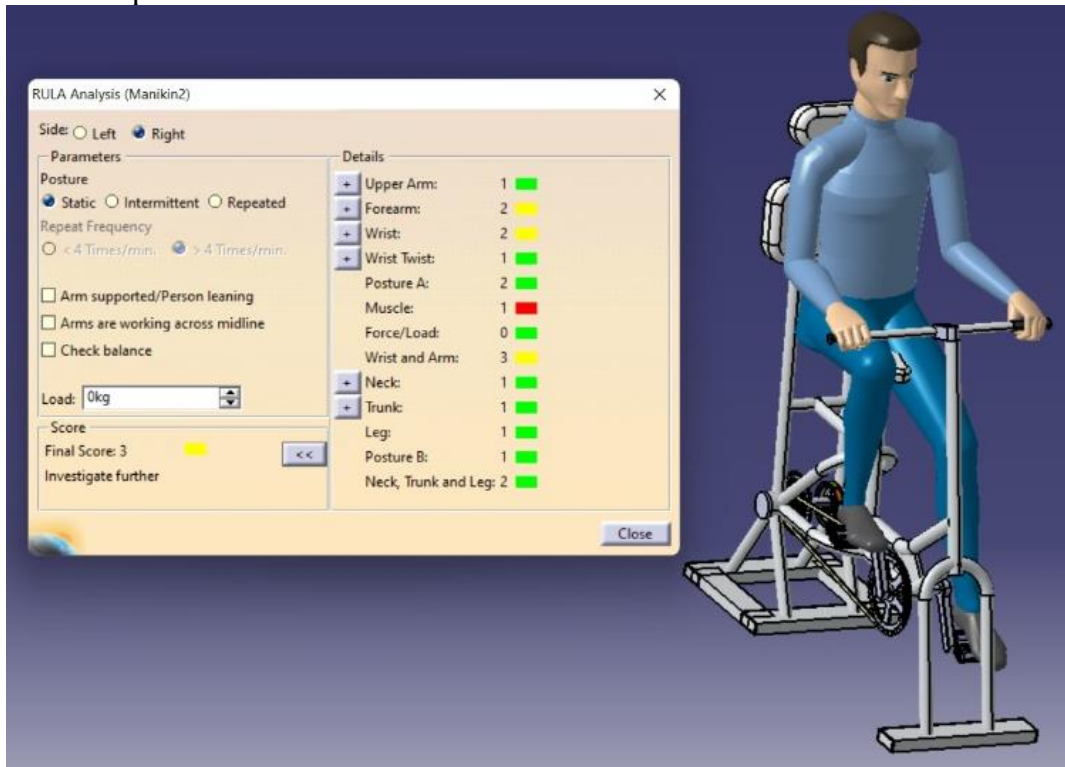 RULA Analysis (Manikin2)
Side: Left Right
Parameters
Posture
Static Intermittent Repeated
Repeat Frequency
< 4 Times/min. > 4 Times/min.
Arm supported/Person leaning
Arms are working across midline
Check balance
Load: 0kg
Score
Final Score: 3
<<
Investigate further
Details
+ Upper Arm: 1
+ Forearm: 2
+ Wrist: 2
+ Wrist Twist: 1
Posture A: 2
Muscle: 1
Force/Load: 0
Wrist and Arm: 3
+ Neck: 1
+ Trunk: 1
Leg: 1
Posture B: 1
Neck, Trunk and Leg: 2
Close